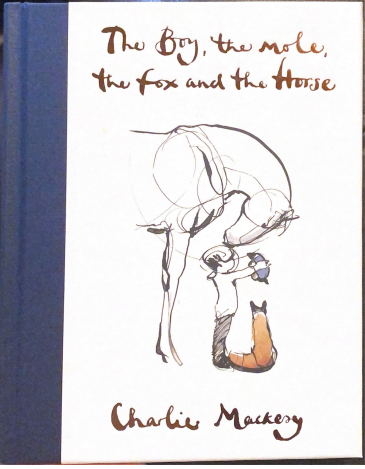 The Boy, the mole,
the fox and the Horse
Charlie Mackesy